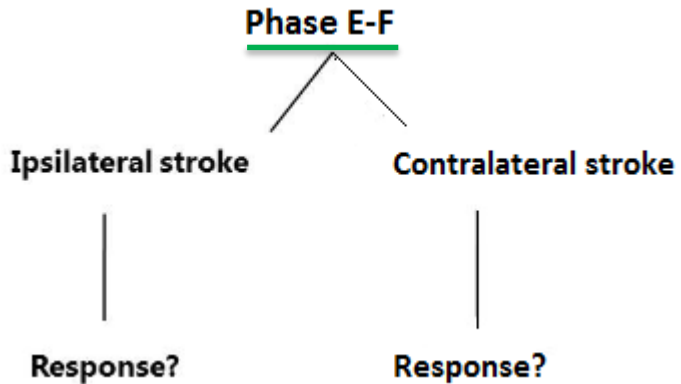 Phase E-F
Ipsilateral stroke
Contralateral stroke
Response?
Response?